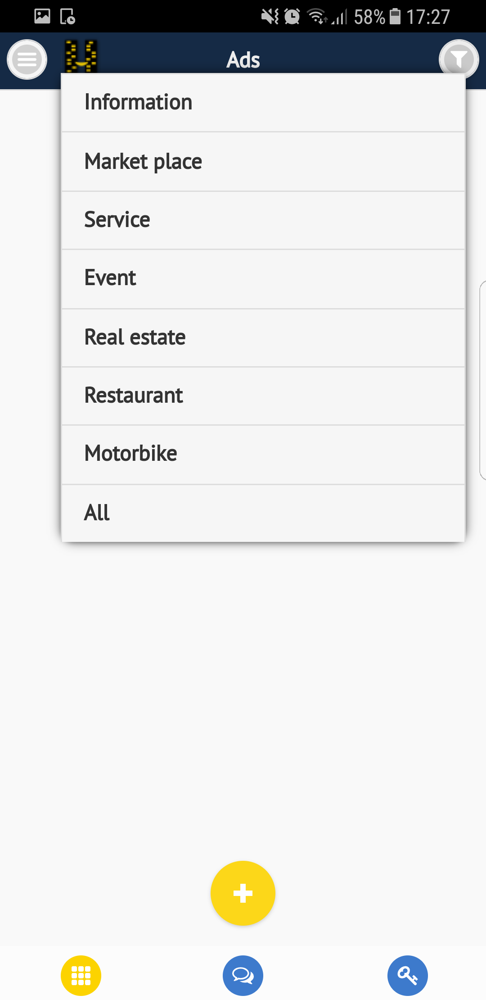 58% 17:27
Ads
Information
Market place
Service
Event
Real estate
Restaurant
Motorbike
All